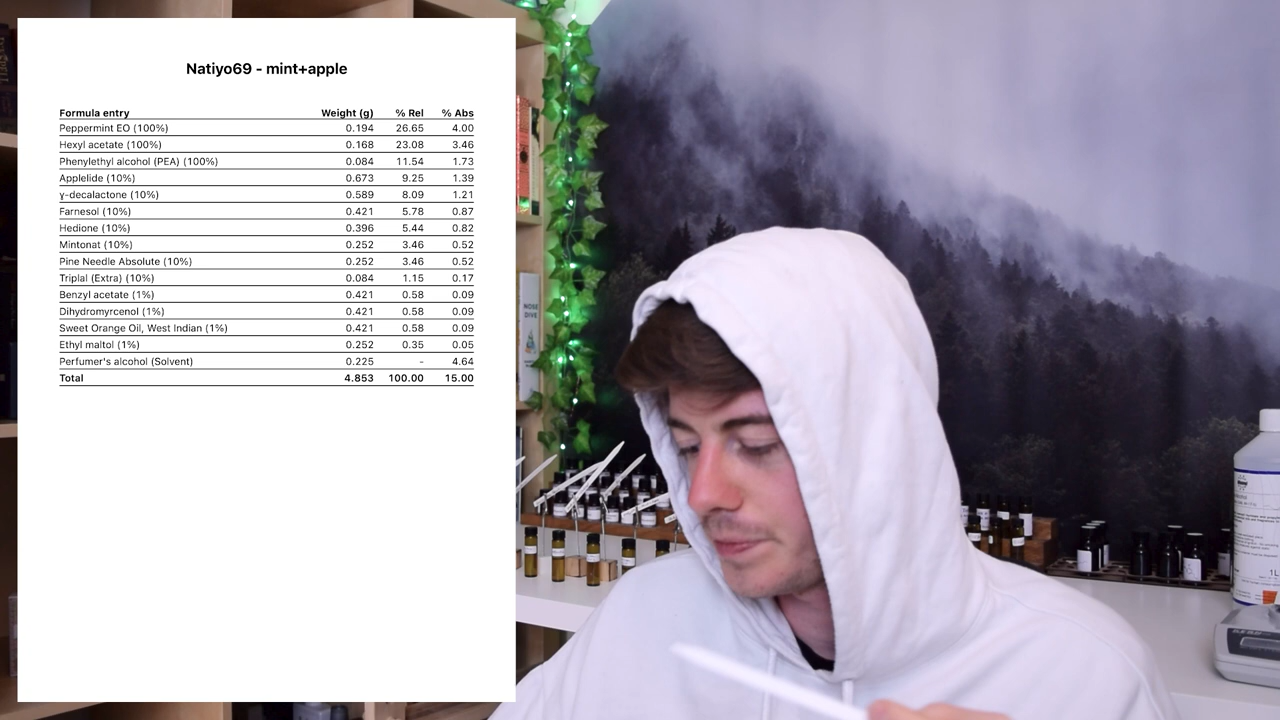 Natiyo69 - mint+apple
Formula entry Weight (g) % Rel % Abs
Peppermint EO (100%) 0.194 26.65 4.00
Hexyl acetate (100%) 0.168 23.08 3.46
Phenylethyl alcohol (PEA) (100%) 0.084 11.54 1.73
Applelide (10%) 0.673 9.25 1.39
γ-decalactone (10%) 0.589 8.09 1.21
Farnesol (10%) 0.421 5.78 0.87
Hedione (10%) 0.396 5.44 0.82
Mintonat (10%) 0.252 3.46 0.52
Pine Needle Absolute (10%) 0.252 3.46 0.52
Triplal (Extra) (10%) 0.084 1.15 0.17
Benzyl acetate (1%) 0.421 0.58 0.09
Dihydromyrcenol (1%) 0.421 0.58 0.09
Sweet Orange Oil, West Indian (1%) 0.421 0.58 0.09
Ethyl maltol (1%) 0.252 0.35 0.05
Perfumer's alcohol (Solvent) 0.225 - 4.64
Total 4.853 100.00 15.00
NOSE
DIVE
1L